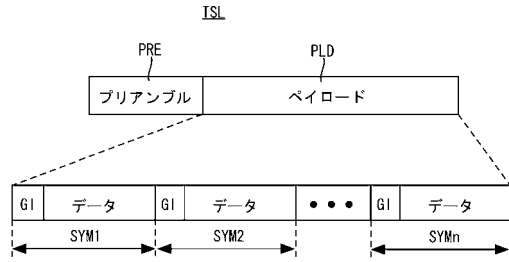 TSL
PRE PLD
プリアンブル ペイロード
GI データ GI データ ••• GI データ
SYM1 SYM2 SYMn